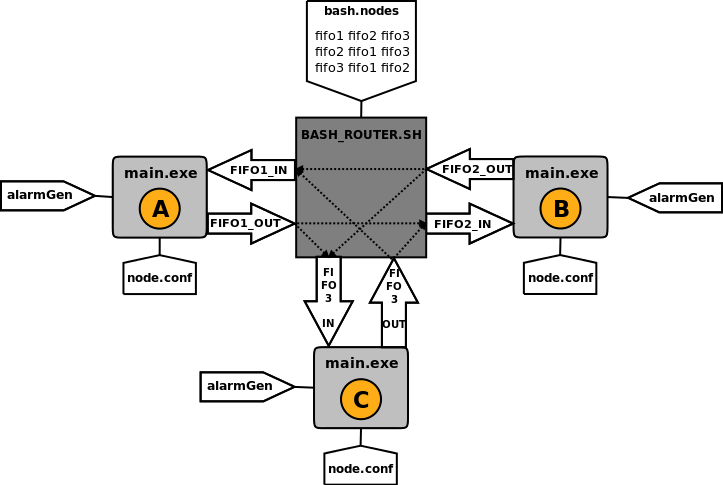 bash.nodes
fifo1 fifo2 fifo3
fifo2 fifo1 fifo3
fifo3 fifo1 fifo2
BASH_ROUTER.SH
main.exe
A
alarmGen
node.conf
FIFO1_IN
FIFO1_OUT
FIFO2_OUT
FIFO2_IN
main.exe
B
alarmGen
node.conf
FI
FO
3
IN
FI
FO
3
OUT
main.exe
C
alarmGen
node.conf